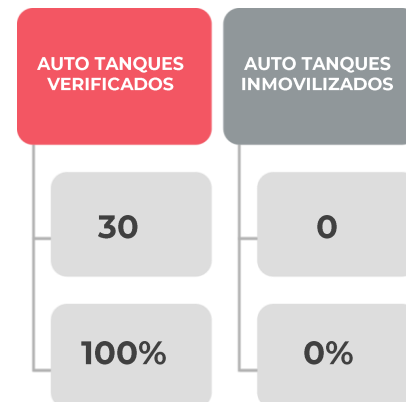 AUTO TANQUES
VERIFICADOS
AUTO TANQUES
INMOVILIZADOS
30
0
100%
0%